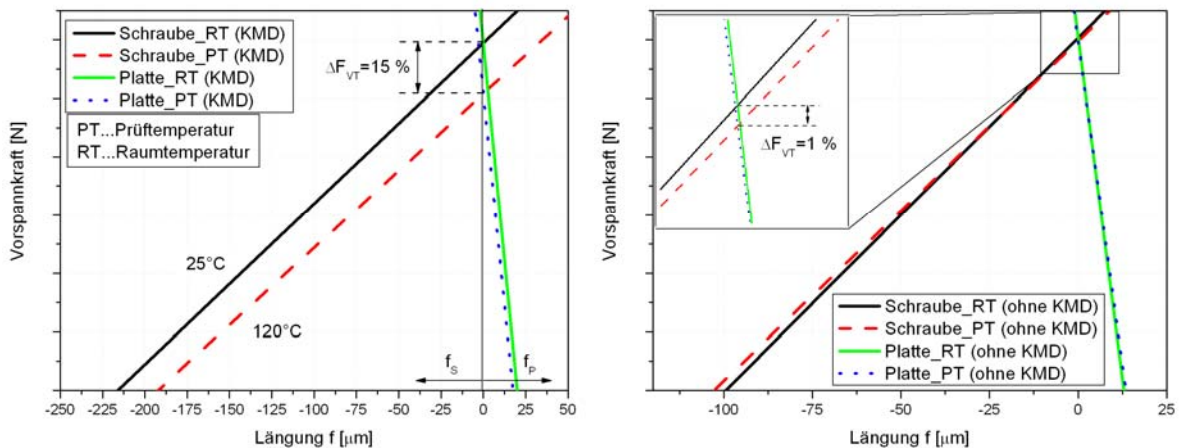 Schraube_RT (KMD)
Schraube_PT (KMD)
Platte_RT (KMD)
Platte_PT (KMD)
PT...Prüftemperatur
RT...Raumtemperatur
ΔF_VT=15 %
25°C
120°C
f_S
f_P
Vorspannkraft [N]
-250 -225 -200 -175 -150 -125 -100 -75 -50 -25 0 25 50
Längung f [µm]
ΔF_VT=1 %
Schraube_RT (ohne KMD)
Schraube_PT (ohne KMD)
Platte_RT (ohne KMD)
Platte_PT (ohne KMD)
Vorspannkraft [N]
-100 -75 -50 -25 0 25
Längung f [µm]